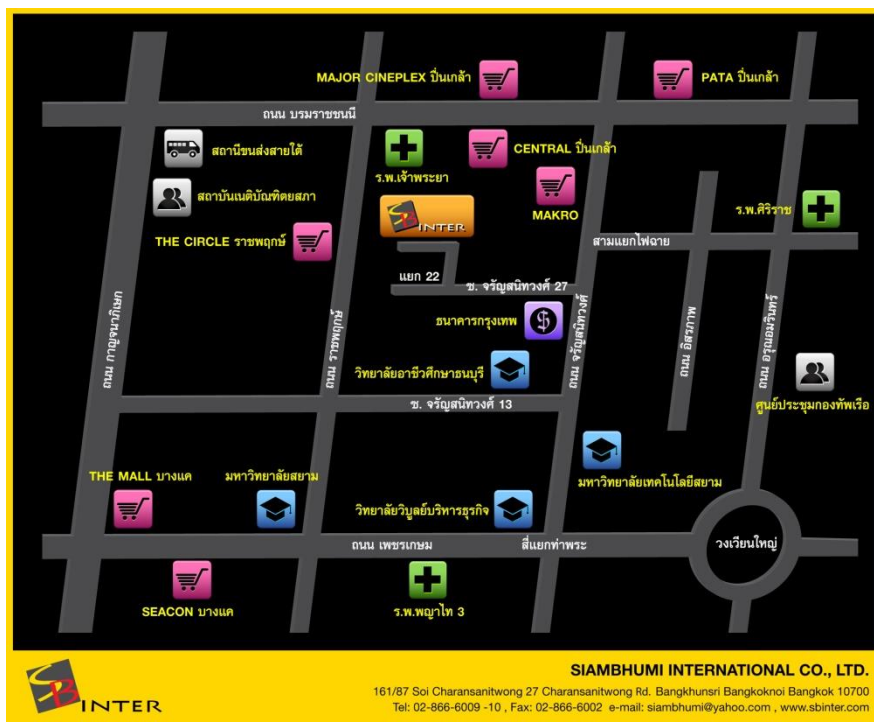 MAJOR CINEPLEX ปิ่นเกล้า
PATA ปิ่นเกล้า
ถนน บรมราชชนนี
สถานีขนส่งสายใต้
ร.พ.เจ้าพระยา
CENTRAL ปิ่นเกล้า
สถาบันเนติบัณฑิตยสภา
MAKRO
ร.พ.ศิริราช
SB INTER
THE CIRCLE ราชพฤกษ์
สามแยกไฟฉาย
แยก 22
ซ. จรัญสนิทวงศ์ 27
ถนน กาญจนาภิเษก
ถนน ราชพฤกษ์
ธนาคารกรุงเทพ
ถนน จรัญสนิทวงศ์
ถนน อิสรภาพ
ถนน อรุณอมรินทร์
วิทยาลัยอาชีวศึกษาธนบุรี
ซ. จรัญสนิทวงศ์ 13
ศูนย์ประชุมกองทัพเรือ
THE MALL บางแค
มหาวิทยาลัยสยาม
มหาวิทยาลัยเทคโนโลยีสยาม
วิทยาลัยวิบูลย์บริหารธุรกิจ
ถนน เพชรเกษม
สี่แยกท่าพระ
วงเวียนใหญ่
SEACON บางแค
ร.พ.พญาไท 3
SB INTER
SIAMBHUMI INTERNATIONAL CO., LTD.
161/87 Soi Charansanitwong 27 Charansanitwong Rd. Bangkhunsri Bangkoknoi Bangkok 10700
Tel: 02-866-6009 -10 , Fax: 02-866-6002 e-mail: siambhumi@yahoo.com , www.sbinter.com